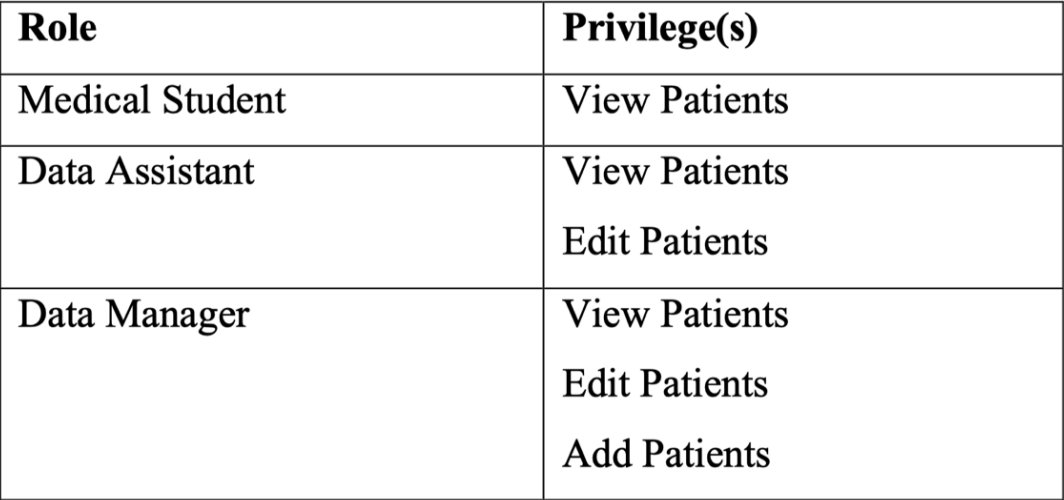 Role Privilege(s)
Medical Student View Patients
Data Assistant View Patients
Edit Patients
Data Manager View Patients
Edit Patients
Add Patients